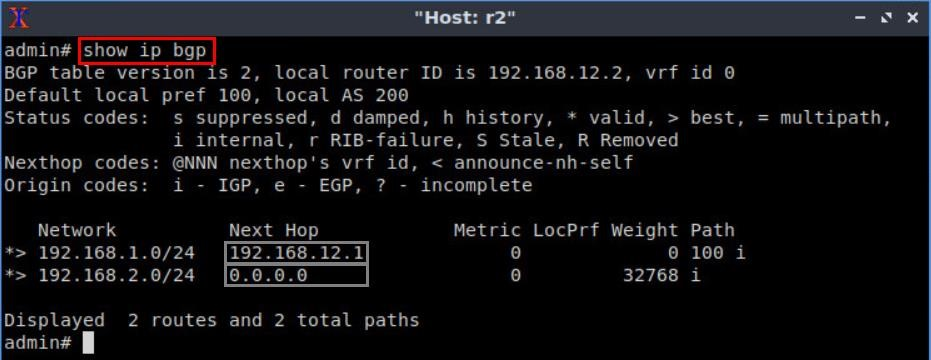 "Host: r2"
admin# show ip bgp
BGP table version is 2, local router ID is 192.168.12.2, vrf id 0
Default local pref 100, local AS 200
Status codes:  s suppressed, d damped, h history, * valid, > best, = multipath,
               i internal, r RIB-failure, S Stale, R Removed
Nexthop codes: @NNN nexthop's vrf id, < announce-nh-self
Origin codes:  i - IGP, e - EGP, ? - incomplete

   Network          Next Hop            Metric LocPrf Weight Path
*> 192.168.1.0/24   192.168.12.1             0             0 100 i
*> 192.168.2.0/24   0.0.0.0                  0         32768 i

Displayed  2 routes and 2 total paths
admin#